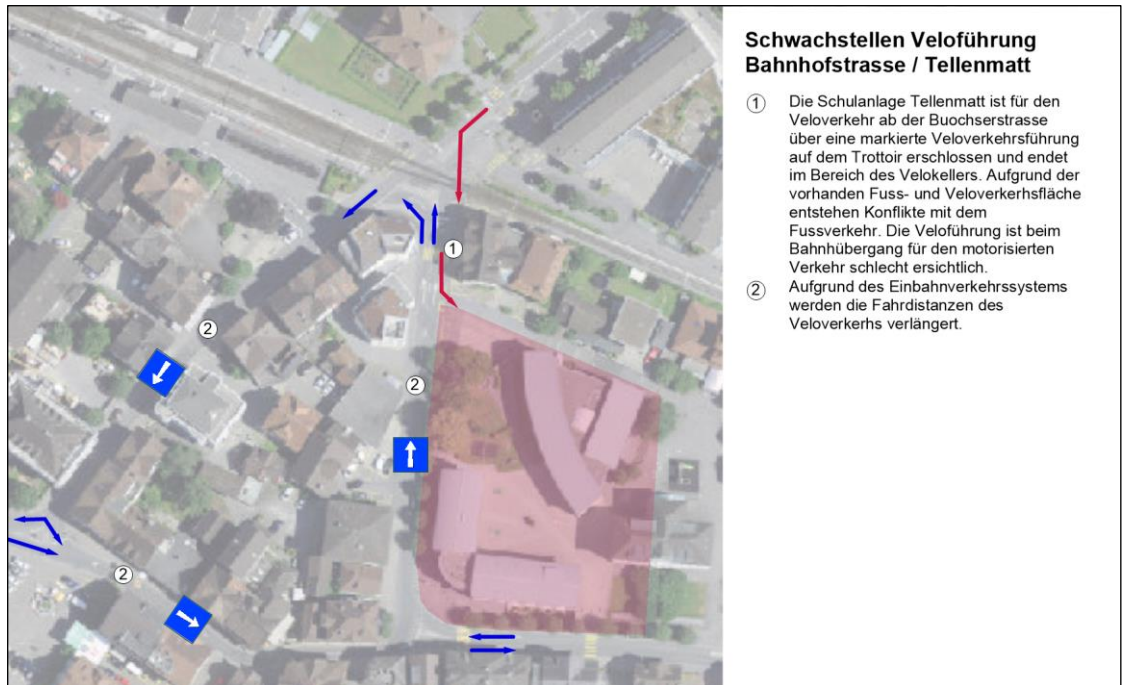 Schwachstellen Veloführung
Bahnhofstrasse / Tellenmatt
1 Die Schulanlage Tellenmatt ist für den
Veloverkehr ab der Buochserstrasse
über eine markierte Veloverkehrsführung
auf dem Trottoir erschlossen und endet
im Bereich des Velokellers. Aufgrund der
vorhanden Fuss- und Veloverkerhsfläche
entstehen Konflikte mit dem
Fussverkehr. Die Veloführung ist beim
Bahnhübergang für den motorisierten
Verkehr schlecht ersichtlich.
2 Aufgrund des Einbahnverkehrssystems
werden die Fahrdistanzen des
Veloverkerhs verlängert.
1
2
2
2